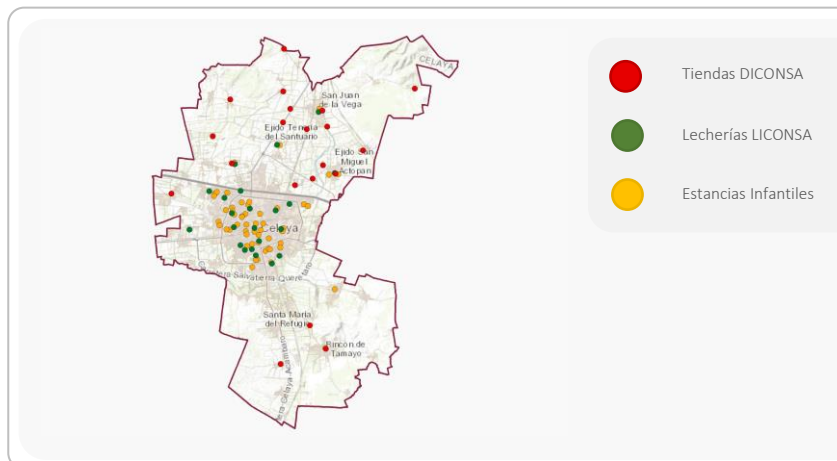 CELAYA
San Juan
de la Vega
Ejido Tenería
del Santuario
Ejido San
Miguel
Octopan
Celaya
Santa María
del Refugio
Rincón de
Tamayo
Tiendas DICONSA
Lecherías LICONSA
Estancias Infantiles